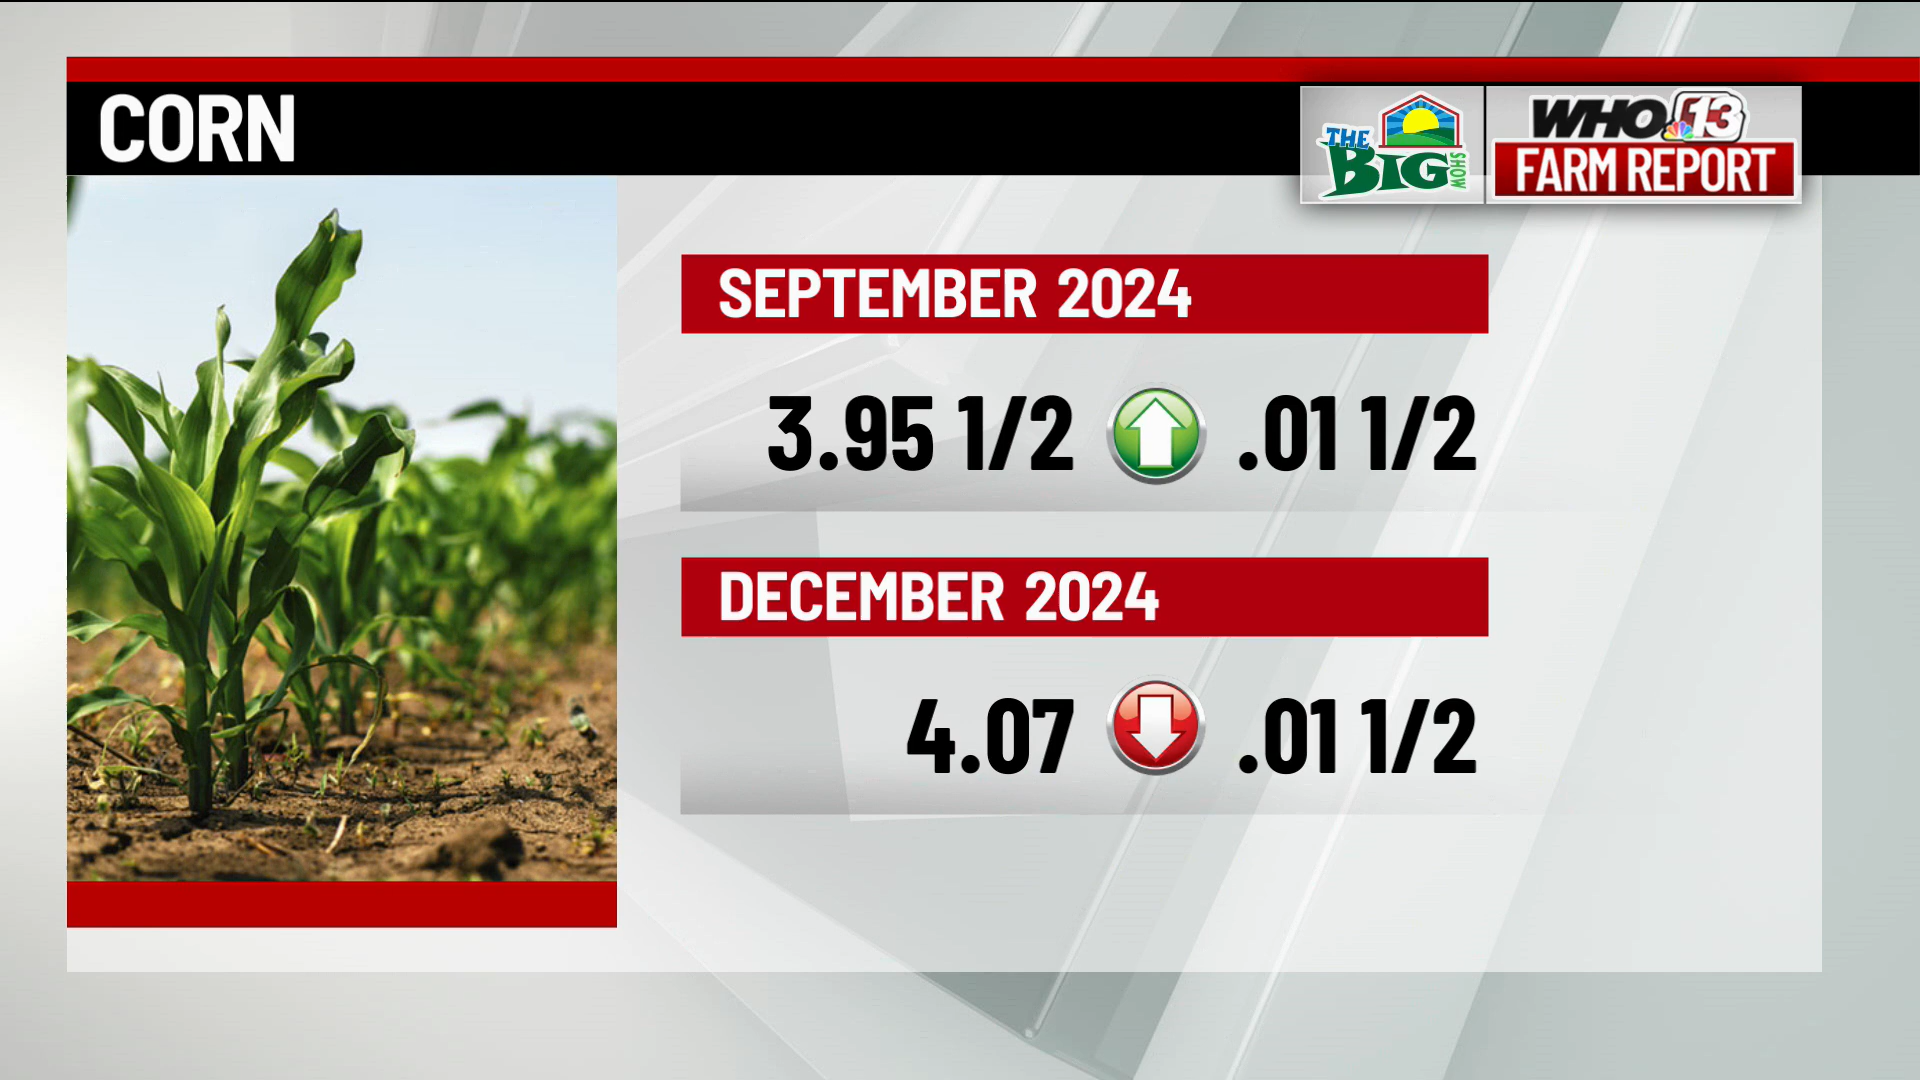 CORN
THE
BIG
SHOW
WHO 13
FARM REPORT
SEPTEMBER 2024
3.95 1/2 .01 1/2
DECEMBER 2024
4.07 .01 1/2